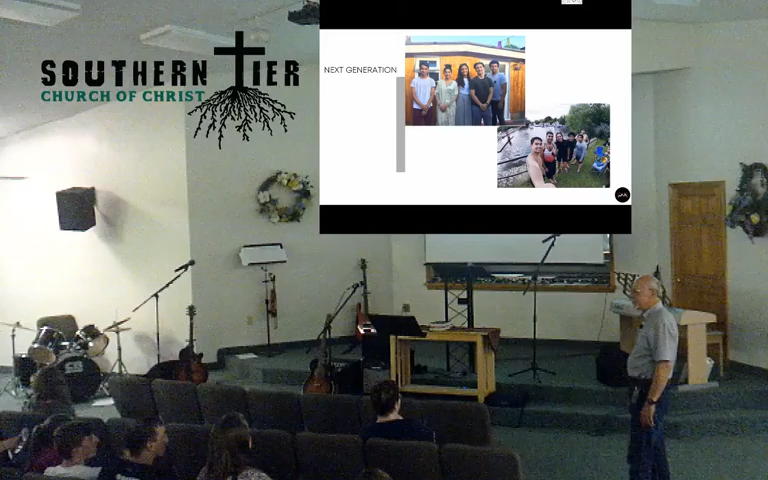 SOUTHERN TIER
CHURCH OF CHRIST
NEXT GENERATION